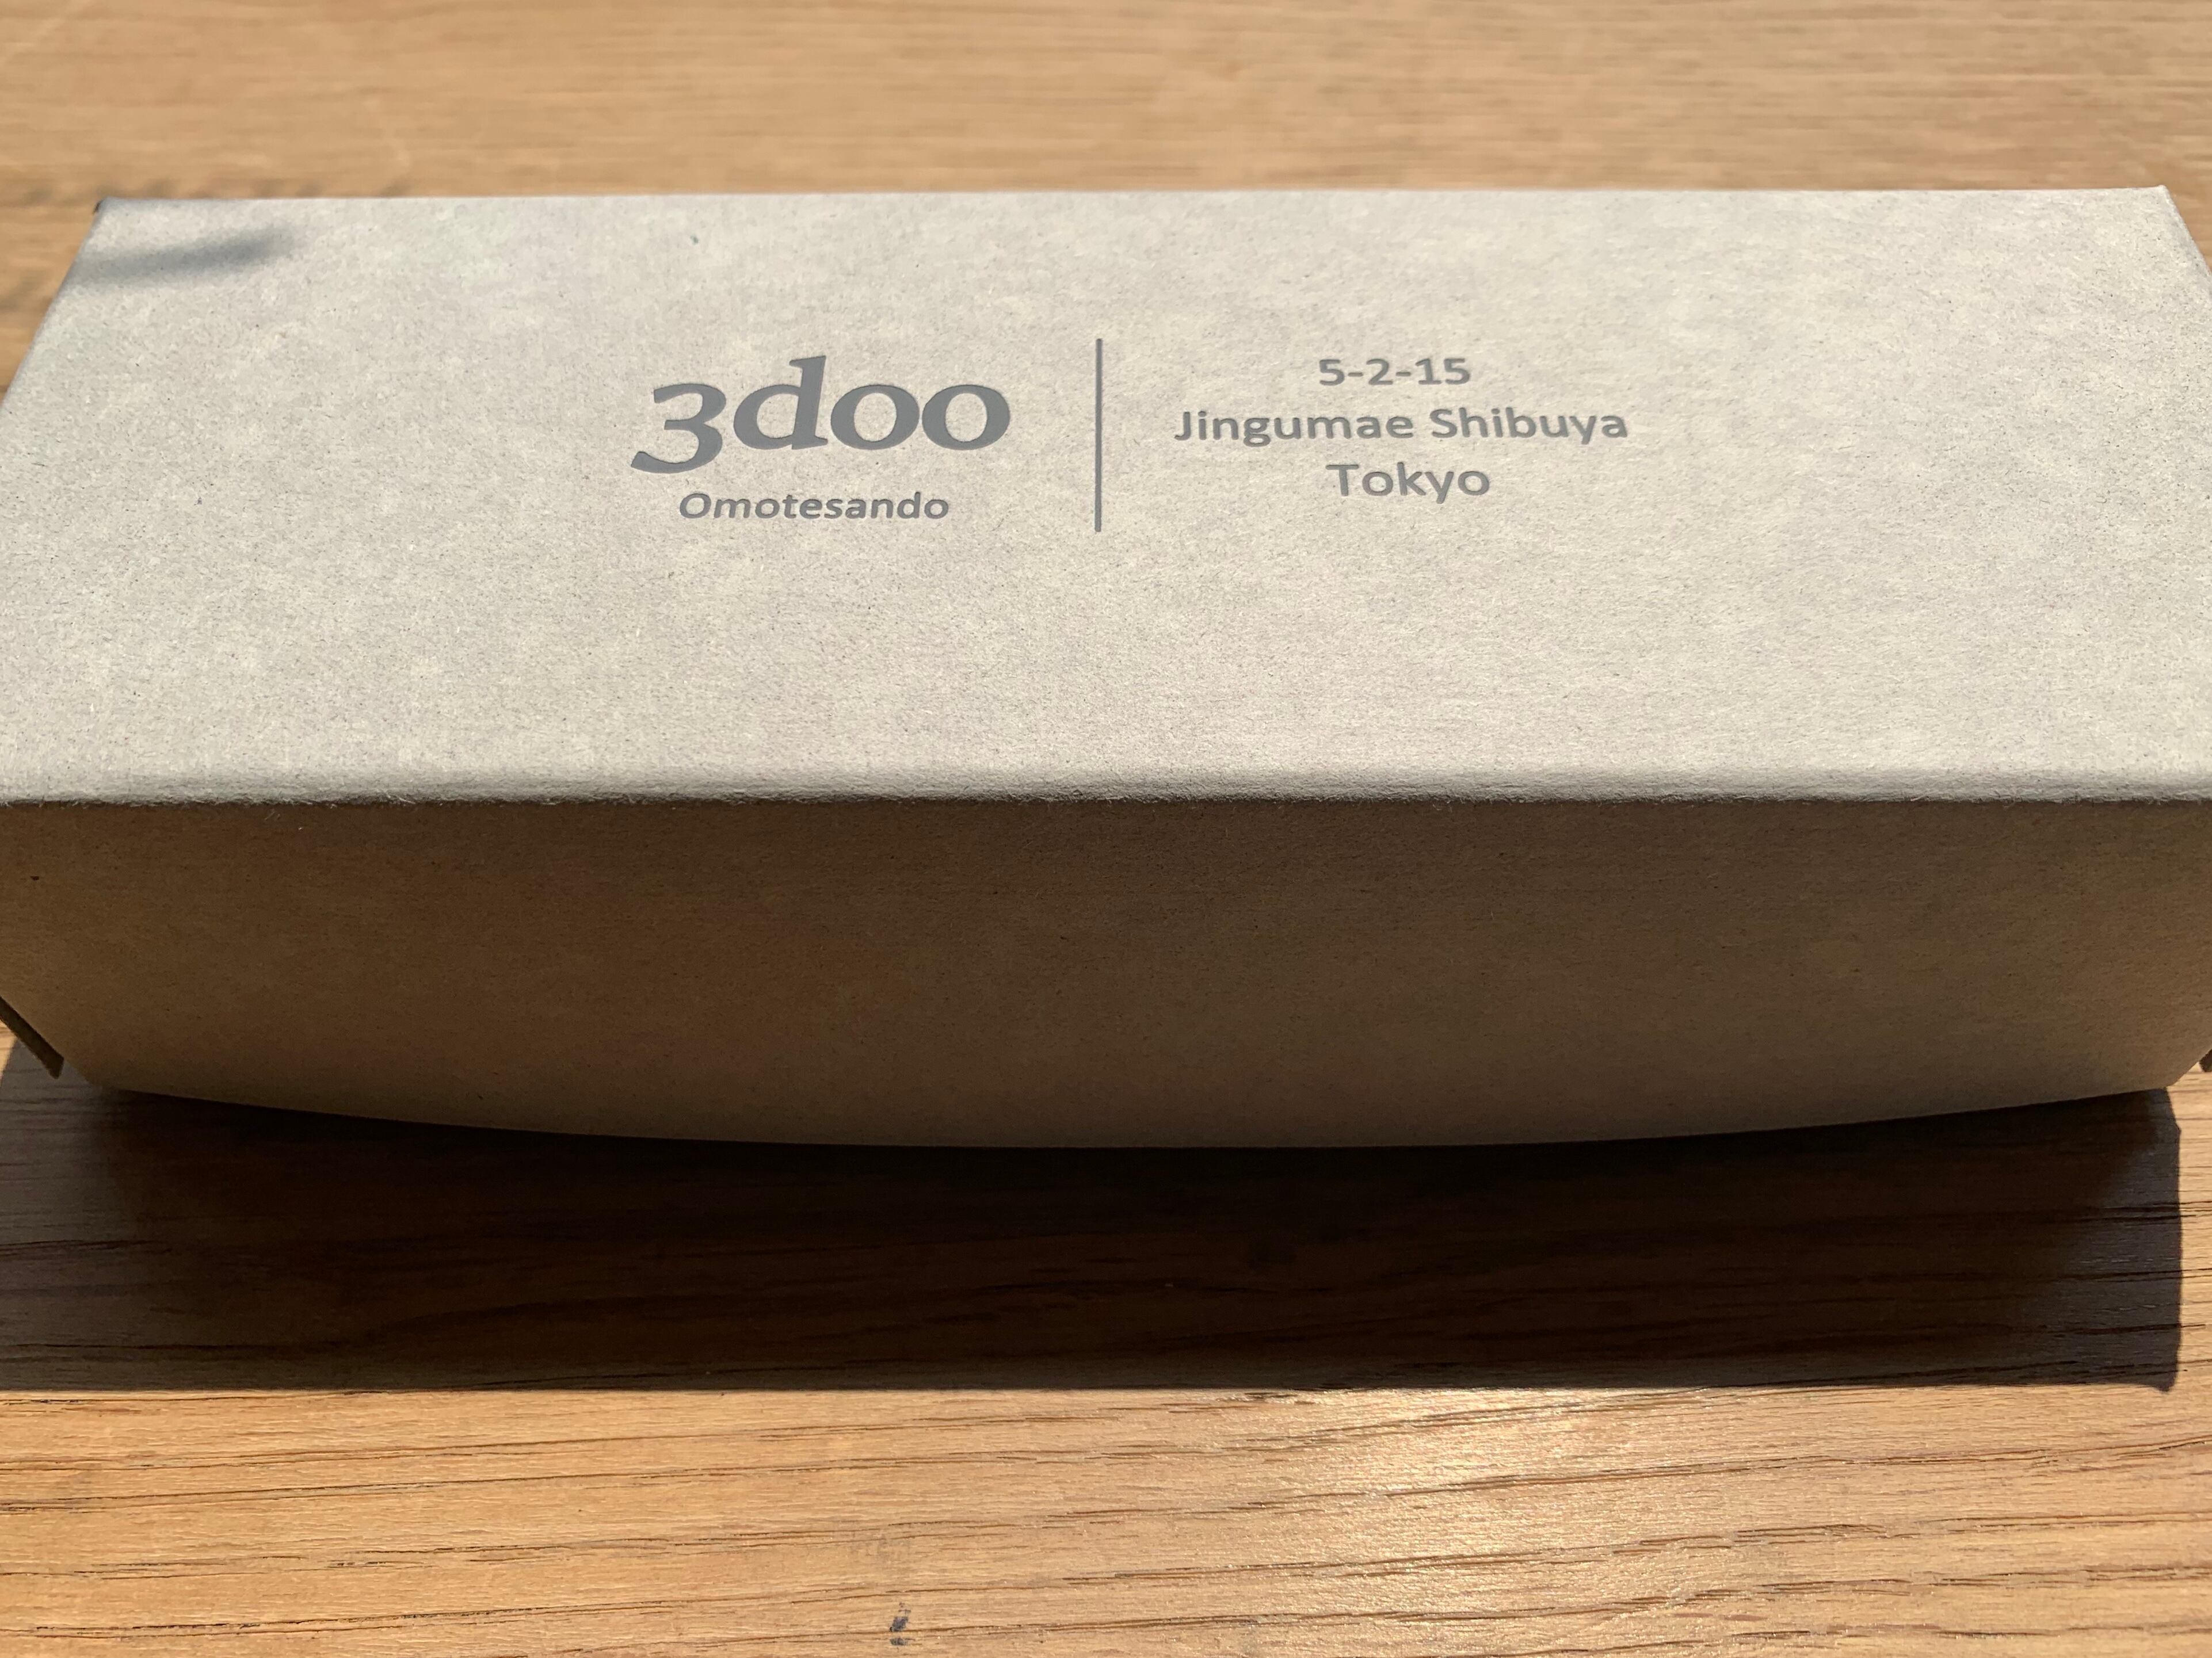 3doo
Omotesando
5-2-15
Jingumae Shibuya
Tokyo